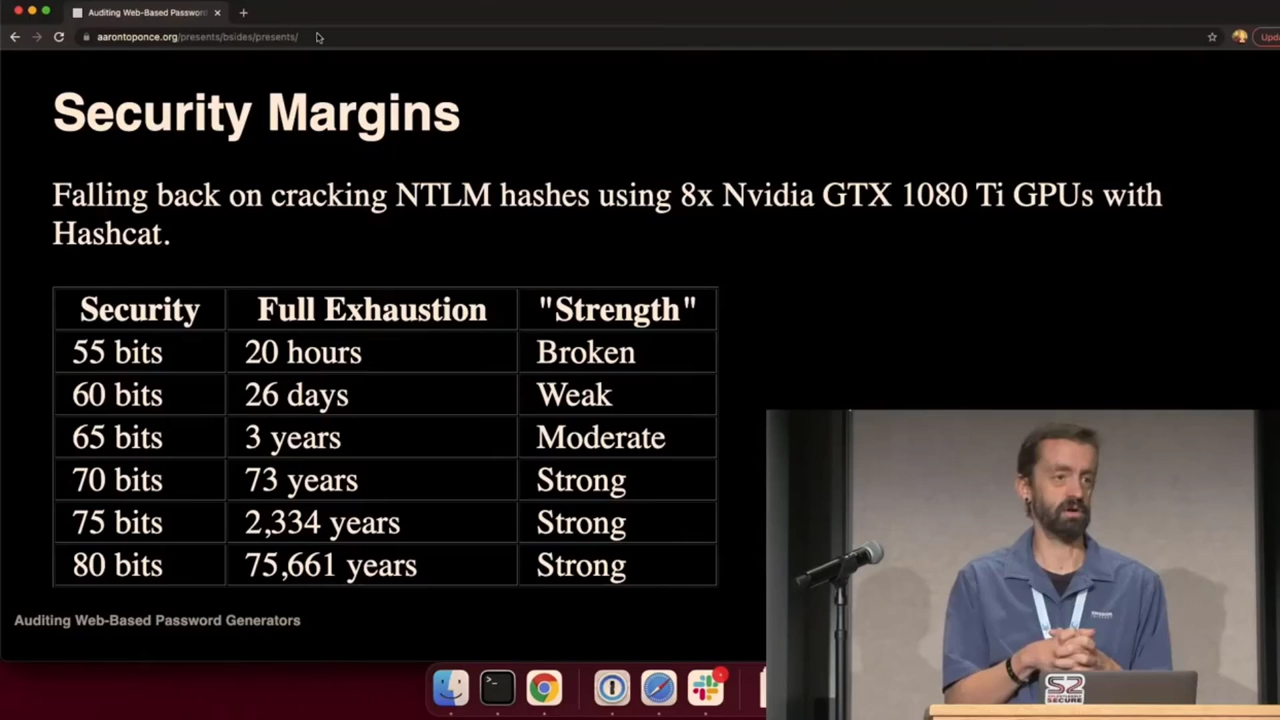 Auditing Web-Based Password
aarontoponce.org/presents/bsides/presents/
Security Margins
Falling back on cracking NTLM hashes using 8x Nvidia GTX 1080 Ti GPUs with
Hashcat.
Security Full Exhaustion "Strength"
55 bits 20 hours Broken
60 bits 26 days Weak
65 bits 3 years Moderate
70 bits 73 years Strong
75 bits 2,334 years Strong
80 bits 75,661 years Strong
Auditing Web-Based Password Generators
S2
SECURE